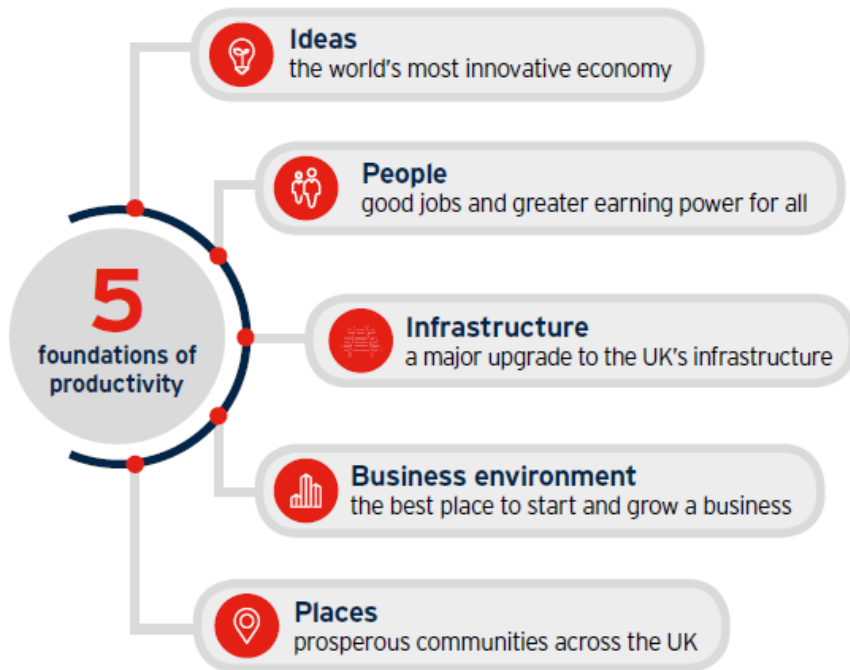 Ideas
the world's most innovative economy
People
good jobs and greater earning power for all
5
foundations of
productivity
Infrastructure
a major upgrade to the UK's infrastructure
Business environment
the best place to start and grow a business
Places
prosperous communities across the UK